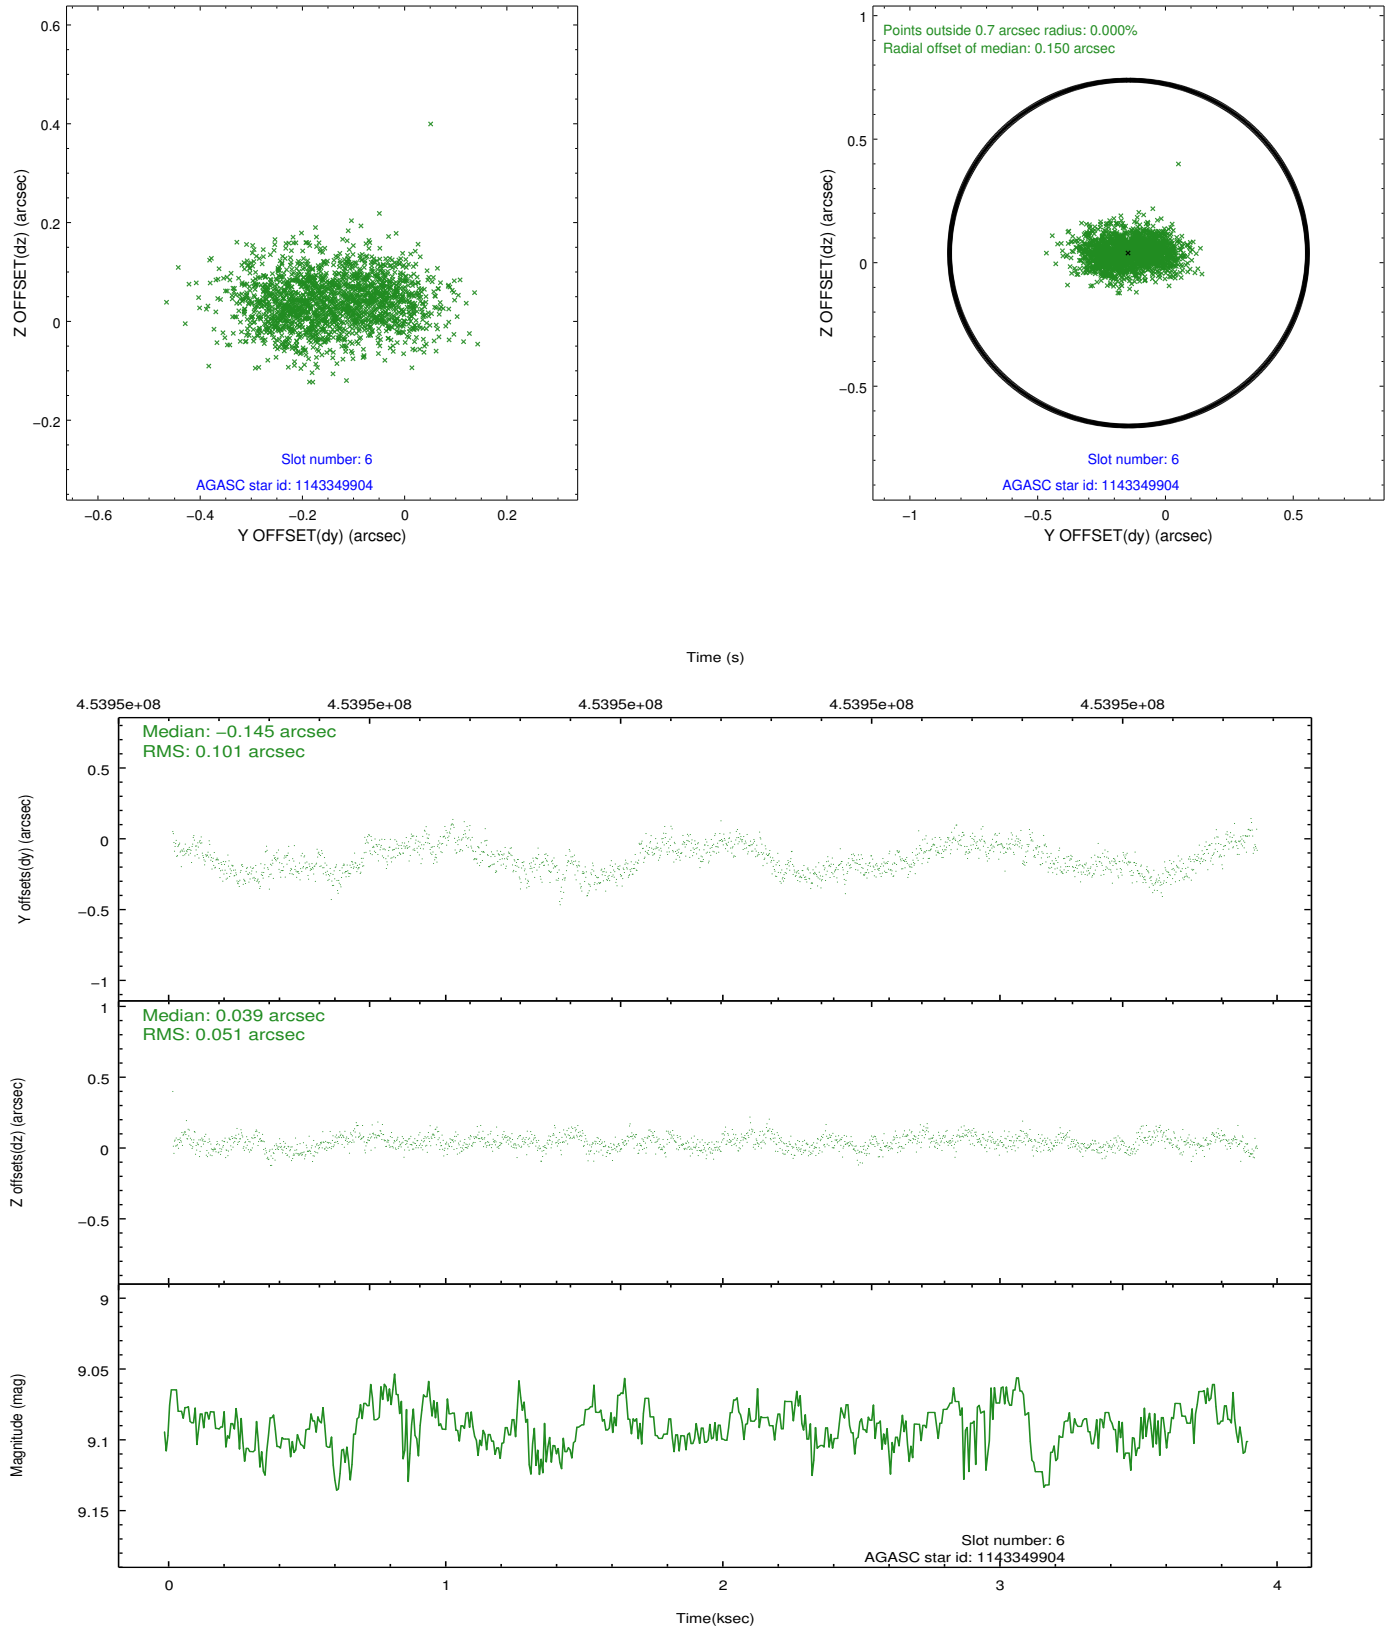 0.6
0.4
0.2
0
−0.2
Z OFFSET(dz) (arcsec)
Slot number: 6
AGASC star id: 1143349904
−0.6 −0.4 −0.2 0 0.2
Y OFFSET(dy) (arcsec)
Points outside 0.7 arcsec radius: 0.000%
Radial offset of median: 0.150 arcsec
1
0.5
0
−0.5
Z OFFSET(dz) (arcsec)
Slot number: 6
AGASC star id: 1143349904
−1 −0.5 0 0.5
Y OFFSET(dy) (arcsec)
Time (s)
4.5395e+08 4.5395e+08 4.5395e+08 4.5395e+08 4.5395e+08
Median: −0.145 arcsec
RMS: 0.101 arcsec
0.5
0
−0.5
−1
Y offsets(dy) (arcsec)
Median: 0.039 arcsec
RMS: 0.051 arcsec
1
0.5
0
−0.5
Z offsets(dz) (arcsec)
9
9.05
9.1
9.15
Magnitude (mag)
Slot number: 6
AGASC star id: 1143349904
0 1 2 3 4
Time(ksec)